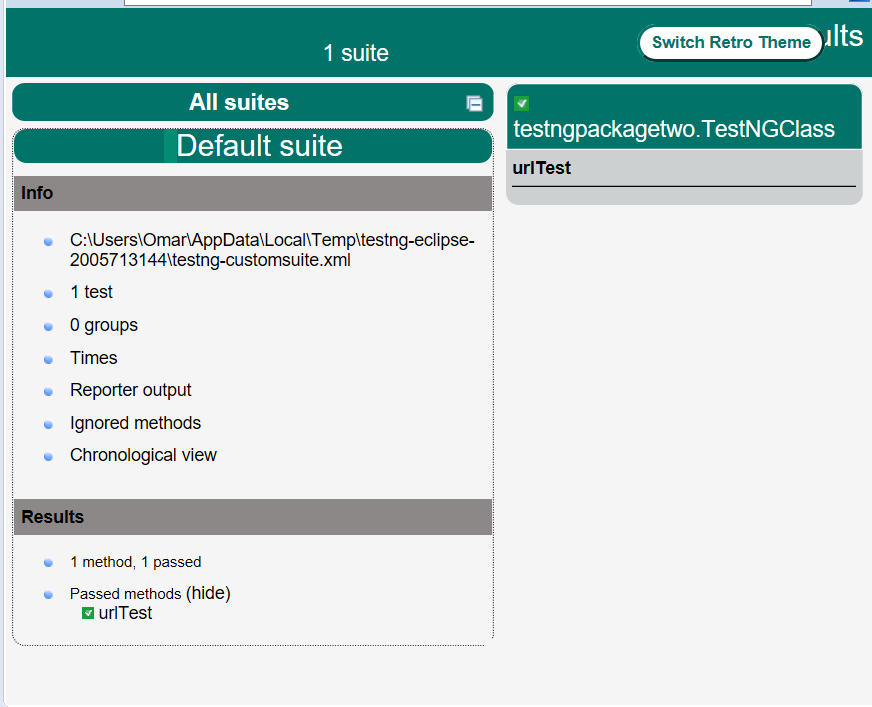 1 suite
Switch Retro Theme
ults
All suites
Default suite
Info
C:\Users\Omar\AppData\Local\Temp\testng-eclipse-
2005713144\testng-customsuite.xml
1 test
0 groups
Times
Reporter output
Ignored methods
Chronological view
Results
1 method, 1 passed
Passed methods (hide)
urlTest
testngpackagetwo.TestNGClass
urlTest